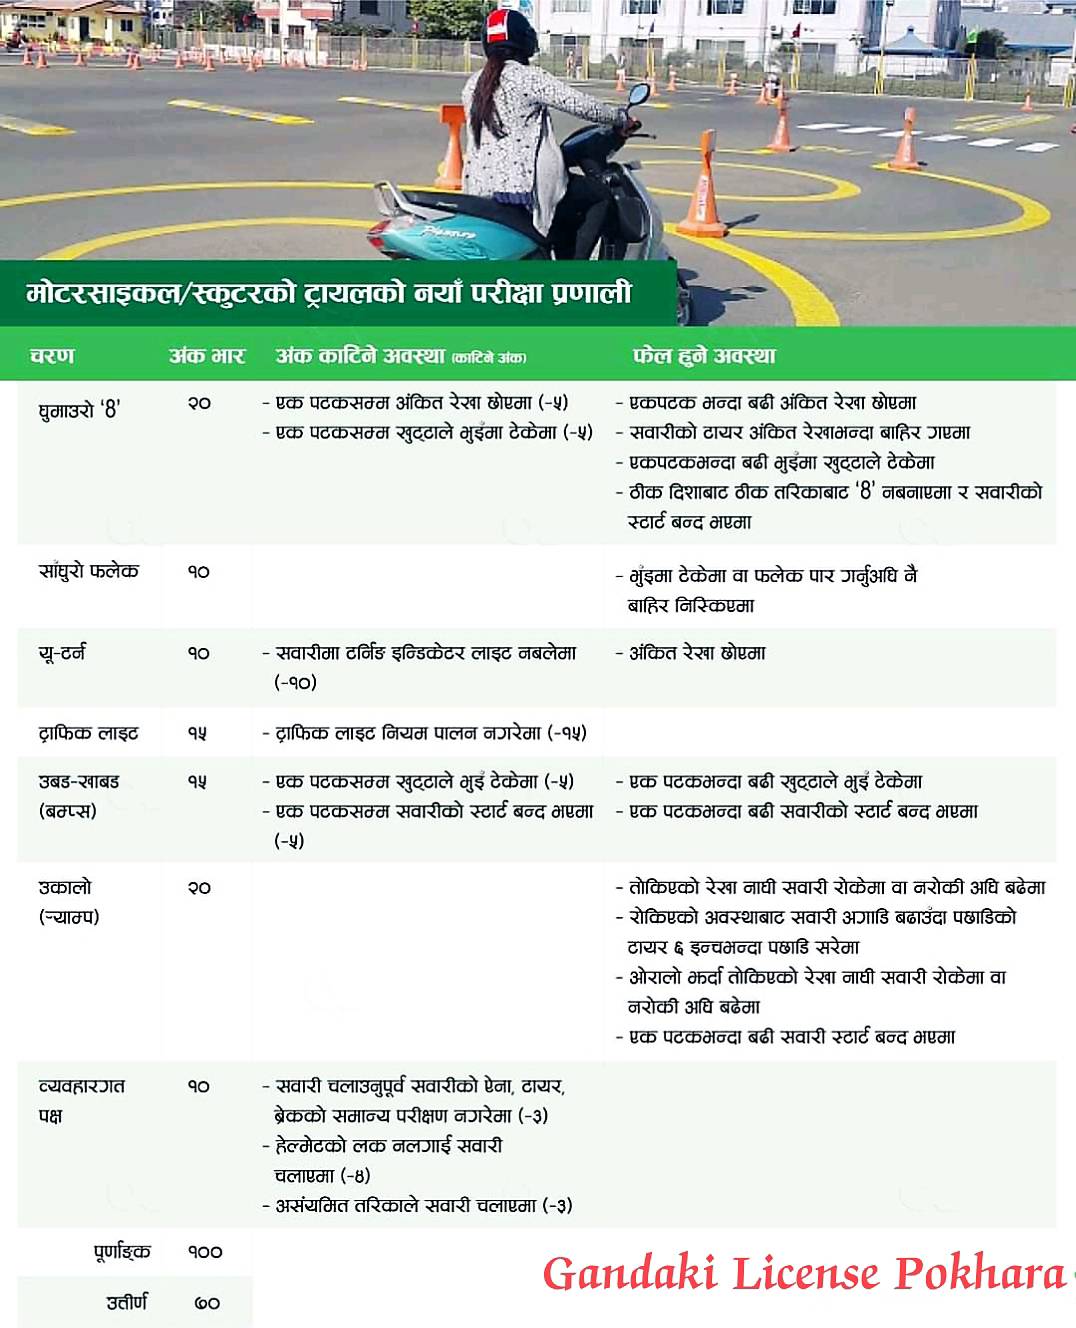 Pleasure
मोटरसाइकल/स्कुटरको ट्रायलको नयाँ परीक्षा प्रणाली
चरण अंक भार अंक काटिने अवस्था (काटिने अंक) फेल हुने अवस्था
घुमाउरो ‘8’ २० - एक पटकसम्म अंकित रेखा छोएमा (-५) - एकपटक भन्दा बढी अंकित रेखा छोएमा
- एक पटकसम्म खुट्टाले भुइँमा टेकेमा (-५) - सवारीको टायर अंकित रेखाभन्दा बाहिर गएमा
- एकपटकभन्दा बढी भुइँमा खुट्टाले टेकेमा
- ठीक दिशाबाट ठीक तरिकाबाट ‘8’ नबनाएमा र सवारीको
स्टार्ट बन्द भएमा
साँघुरो फलेक १० - भुँइमा टेकेमा वा फलेक पार गर्नुअघि नै
बाहिर निस्किएमा
यू-टर्न १० - सवारीमा टर्निङ इन्डिकेटर लाइट नबलेमा - अंकित रेखा छोएमा
(-१०)
ट्राफिक लाइट १५ - ट्राफिक लाइट नियम पालन नगरेमा (-१५)
उबड-खाबड १५ - एक पटकसम्म खुट्टाले भुइँ टेकेमा (-५) - एक पटकभन्दा बढी खुट्टाले भुइँ टेकेमा
(बम्प्स) - एक पटकसम्म सवारीको स्टार्ट बन्द भएमा - एक पटकभन्दा बढी सवारीको स्टार्ट बन्द भएमा
(-५)
उकालो २० - तोकिएको रेखा नाघी सवारी रोकेमा वा नरोकी अघि बढेमा
(र्‍याम्प) - रोकिएको अवस्थाबाट सवारी अगाडि बढाउँदा पछाडिको
टायर ६ इन्चभन्दा पछाडि सरेमा
- ओरालो झर्दा तोकिएको रेखा नाघी सवारी रोकेमा वा
नरोकी अघि बढेमा
- एक पटकभन्दा बढी सवारी स्टार्ट बन्द भएमा
व्यवहारगत १० - सवारी चलाउनुपूर्व सवारीको ऐना, टायर,
पक्ष ब्रेकको समान्य परीक्षण नगरेमा (-३)
- हेल्मेटको लक नलगाई सवारी
चलाएमा (-४)
- असंयमित तरिकाले सवारी चलाएमा (-३)
पूर्णाङ्क १००
Gandaki License Pokhara
उतीर्ण ७०